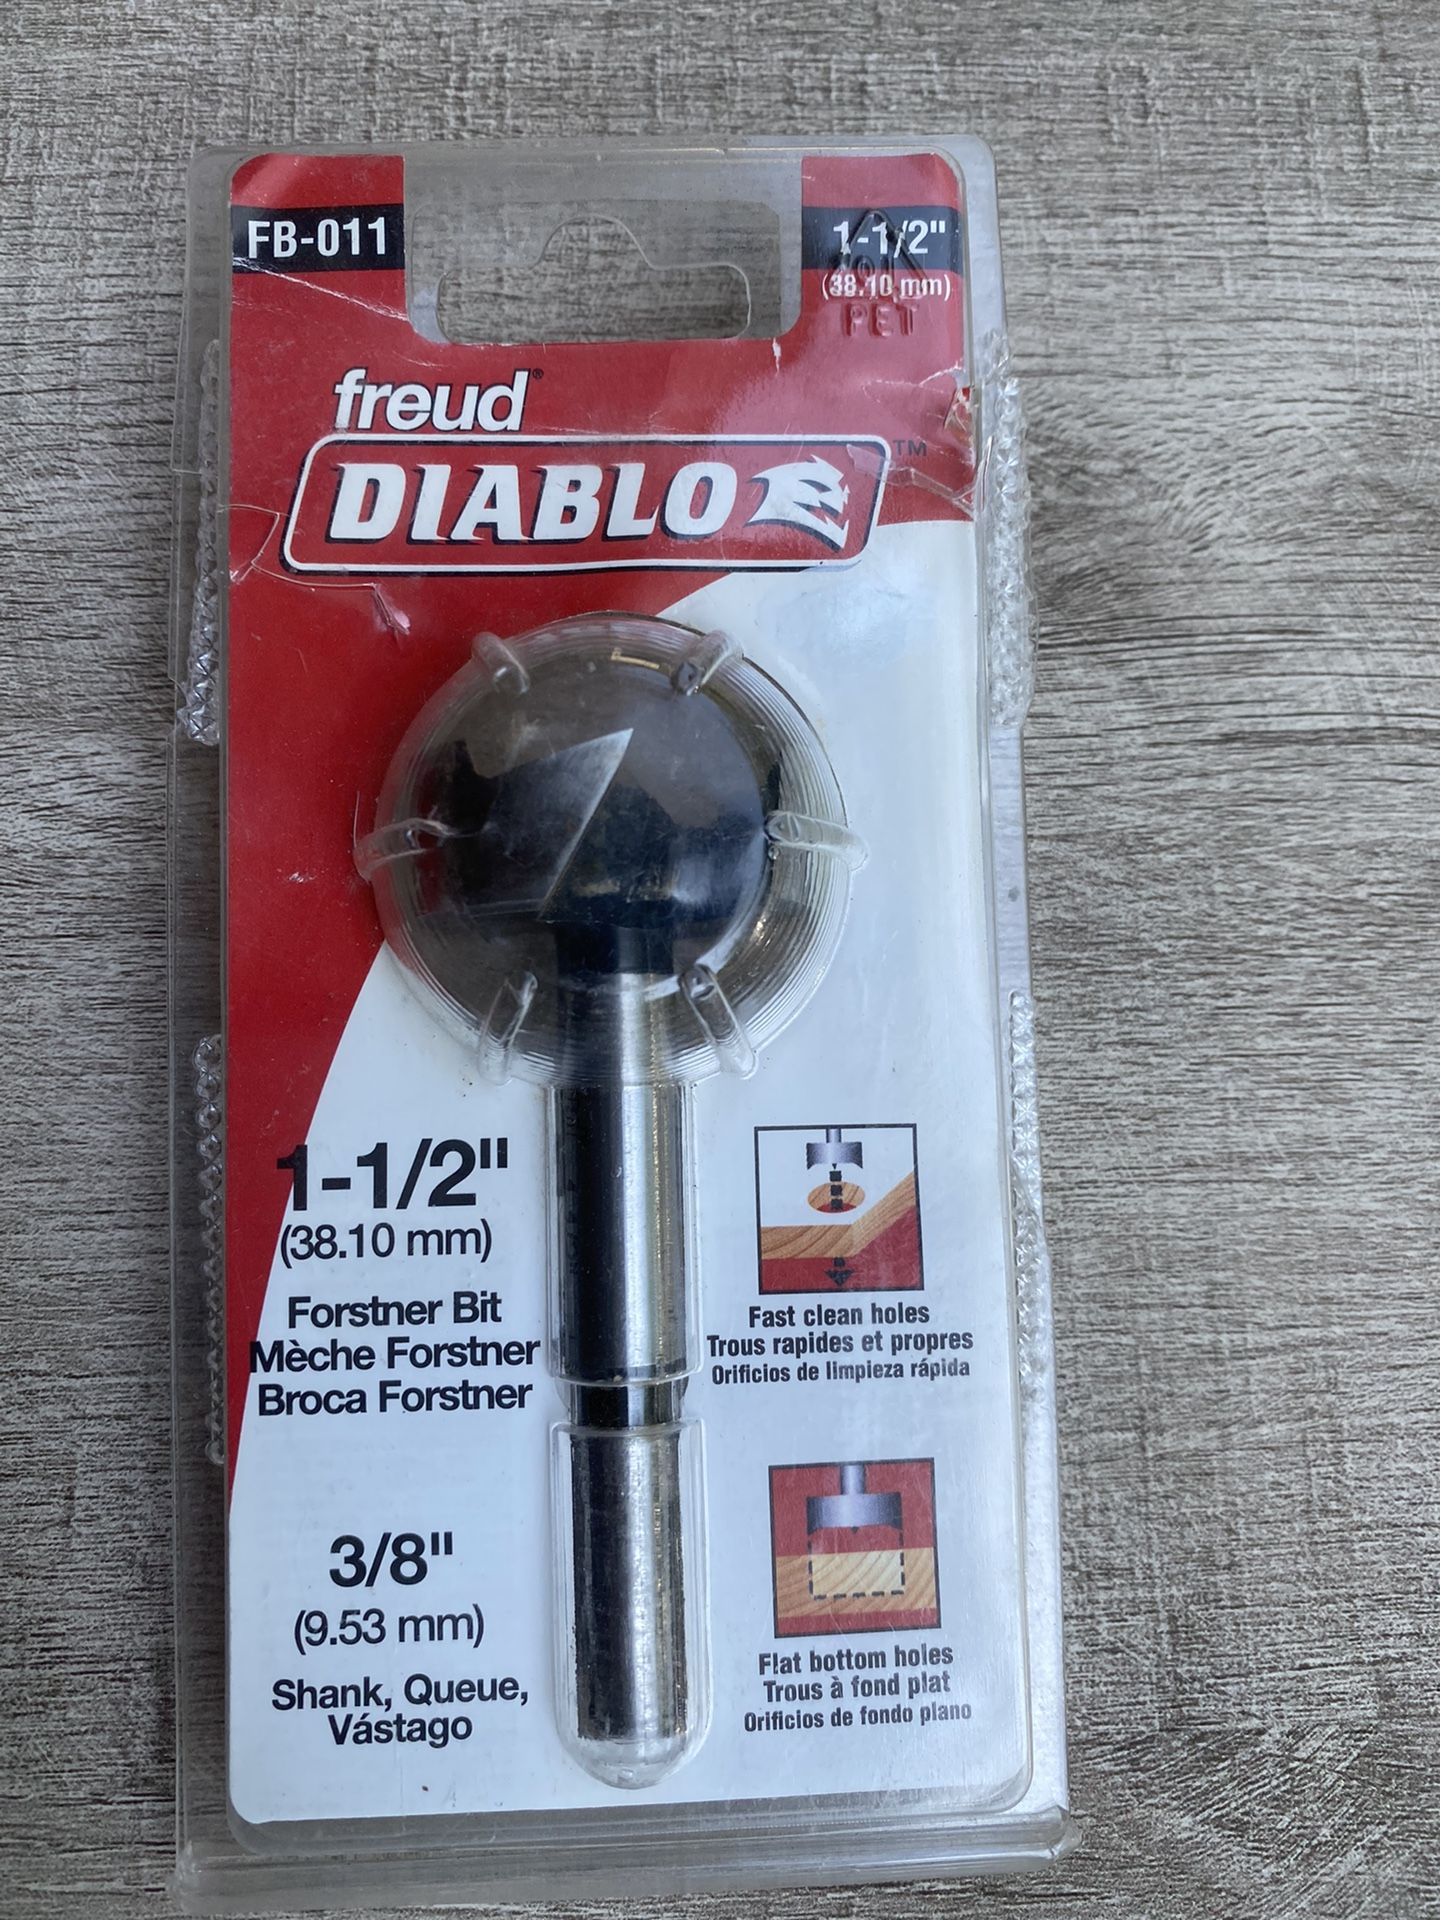 FB-011
1-1/2"
(38.10 mm)
PET
freud®
DIABLO™
1-1/2"
(38.10 mm)
Forstner Bit
Mèche Forstner
Broca Forstner
3/8"
(9.53 mm)
Shank, Queue,
Vástago
Fast clean holes
Trous rapides et propres
Orificios de limpieza rápida
Flat bottom holes
Trous à fond plat
Orificios de fondo plano